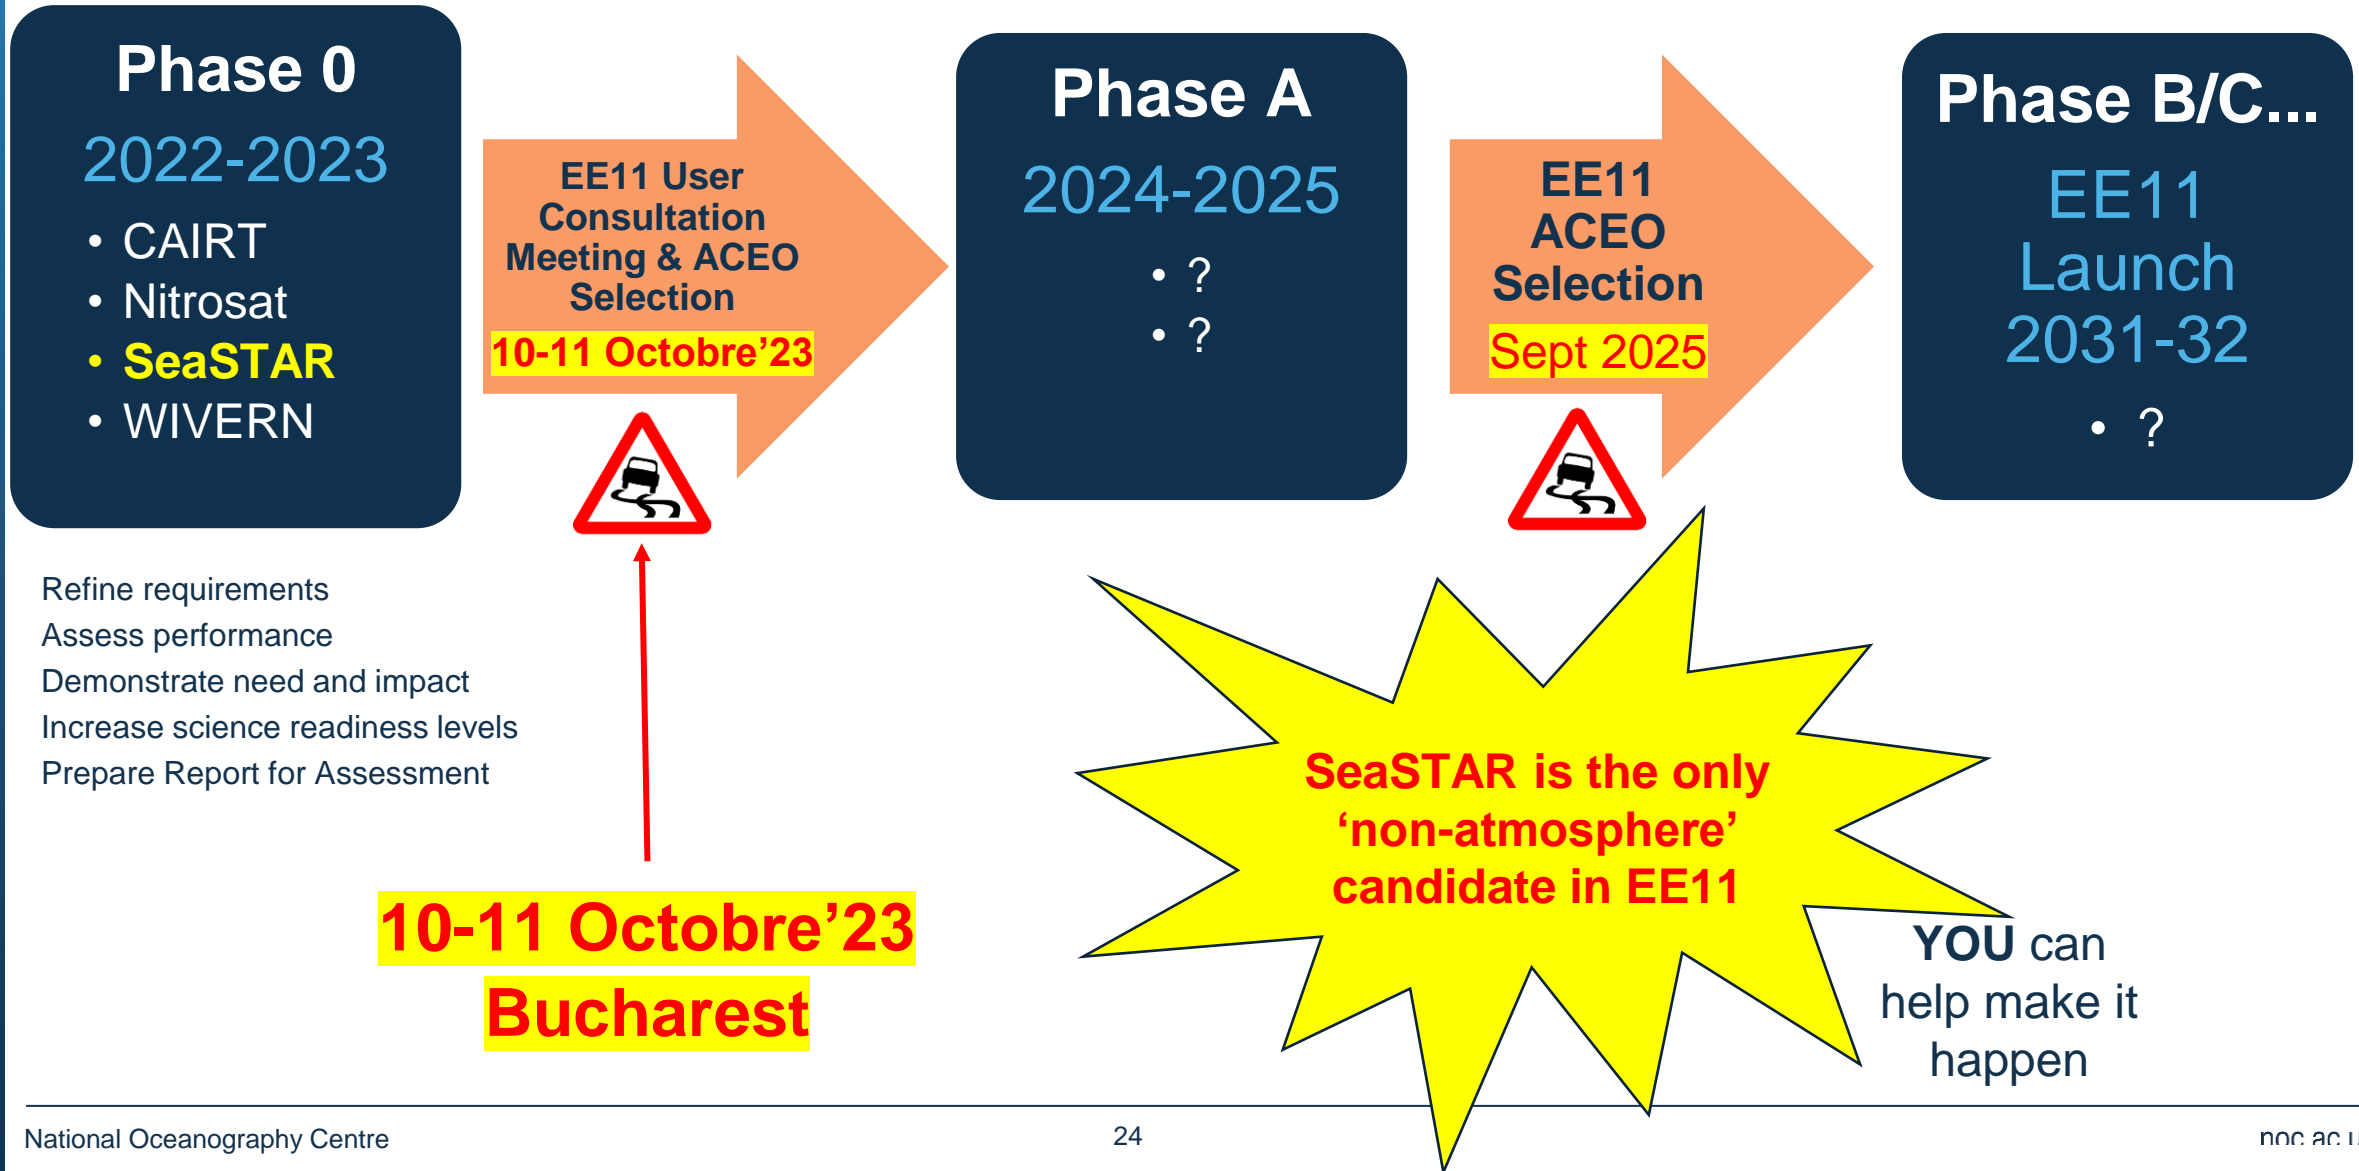 Phase 0
2022-2023
• CAIRT
• Nitrosat
• SeaSTAR
• WIVERN
EE11 User
Consultation
Meeting & ACEO
Selection
10-11 Octobre’23
Phase A
2024-2025
• ?
• ?
EE11
ACEO
Selection
Sept 2025
Phase B/C...
EE11
Launch
2031-32
• ?
Refine requirements
Assess performance
Demonstrate need and impact
Increase science readiness levels
Prepare Report for Assessment
10-11 Octobre’23
Bucharest
SeaSTAR is the only
‘non-atmosphere’
candidate in EE11
YOU can
help make it
happen
National Oceanography Centre
24
noc.ac.u